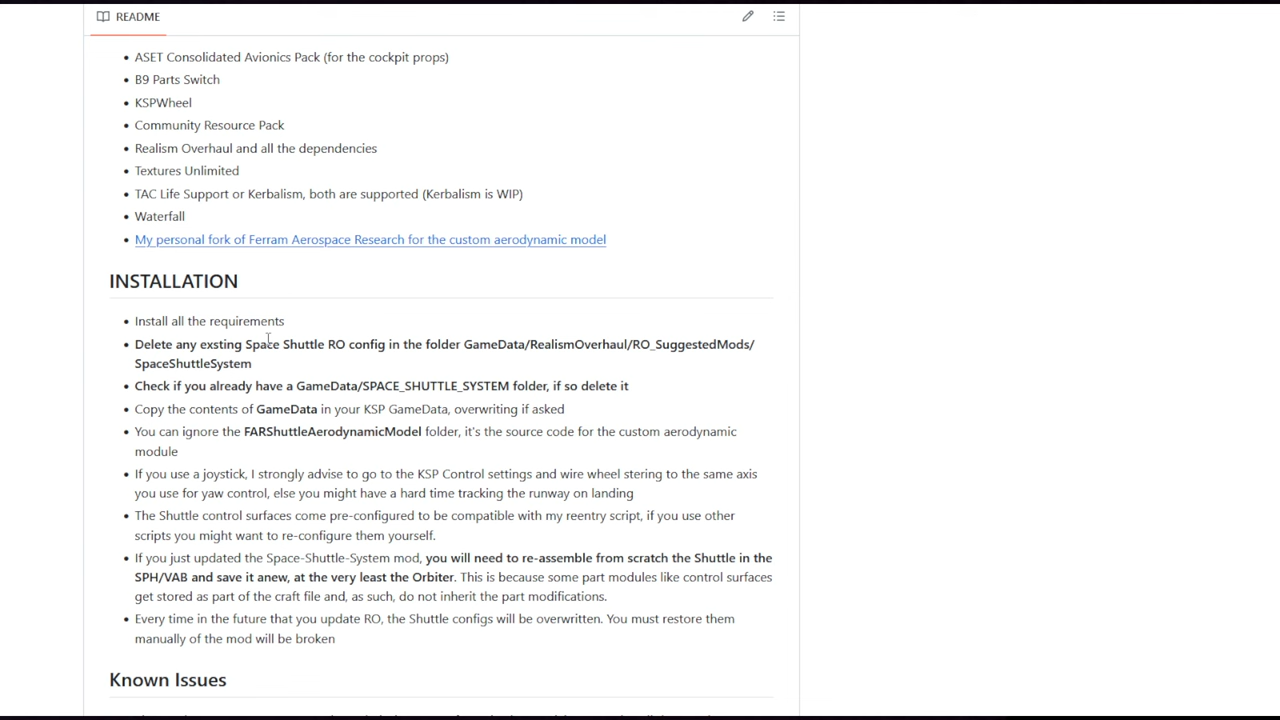 README
ASET Consolidated Avionics Pack (for the cockpit props)
B9 Parts Switch
KSPWheel
Community Resource Pack
Realism Overhaul and all the dependencies
Textures Unlimited
TAC Life Support or Kerbalism, both are supported (Kerbalism is WIP)
Waterfall
My personal fork of Ferram Aerospace Research for the custom aerodynamic model
INSTALLATION
Install all the requirements
Delete any exsting Space Shuttle RO config in the folder GameData/RealismOverhaul/RO_SuggestedMods/
SpaceShuttleSystem
Check if you already have a GameData/SPACE_SHUTTLE_SYSTEM folder, if so delete it
Copy the contents of GameData in your KSP GameData, overwriting if asked
You can ignore the FARShuttleAerodynamicModel folder, it's the source code for the custom aerodynamic
module
If you use a joystick, I strongly advise to go to the KSP Control settings and wire wheel stering to the same axis
you use for yaw control, else you might have a hard time tracking the runway on landing
The Shuttle control surfaces come pre-configured to be compatible with my reentry script, if you use other
scripts you might want to re-configure them yourself.
If you just updated the Space-Shuttle-System mod, you will need to re-assemble from scratch the Shuttle in the
SPH/VAB and save it anew, at the very least the Orbiter. This is because some part modules like control surfaces
get stored as part of the craft file and, as such, do not inherit the part modifications.
Every time in the future that you update RO, the Shuttle configs will be overwritten. You must restore them
manually of the mod will be broken
Known Issues